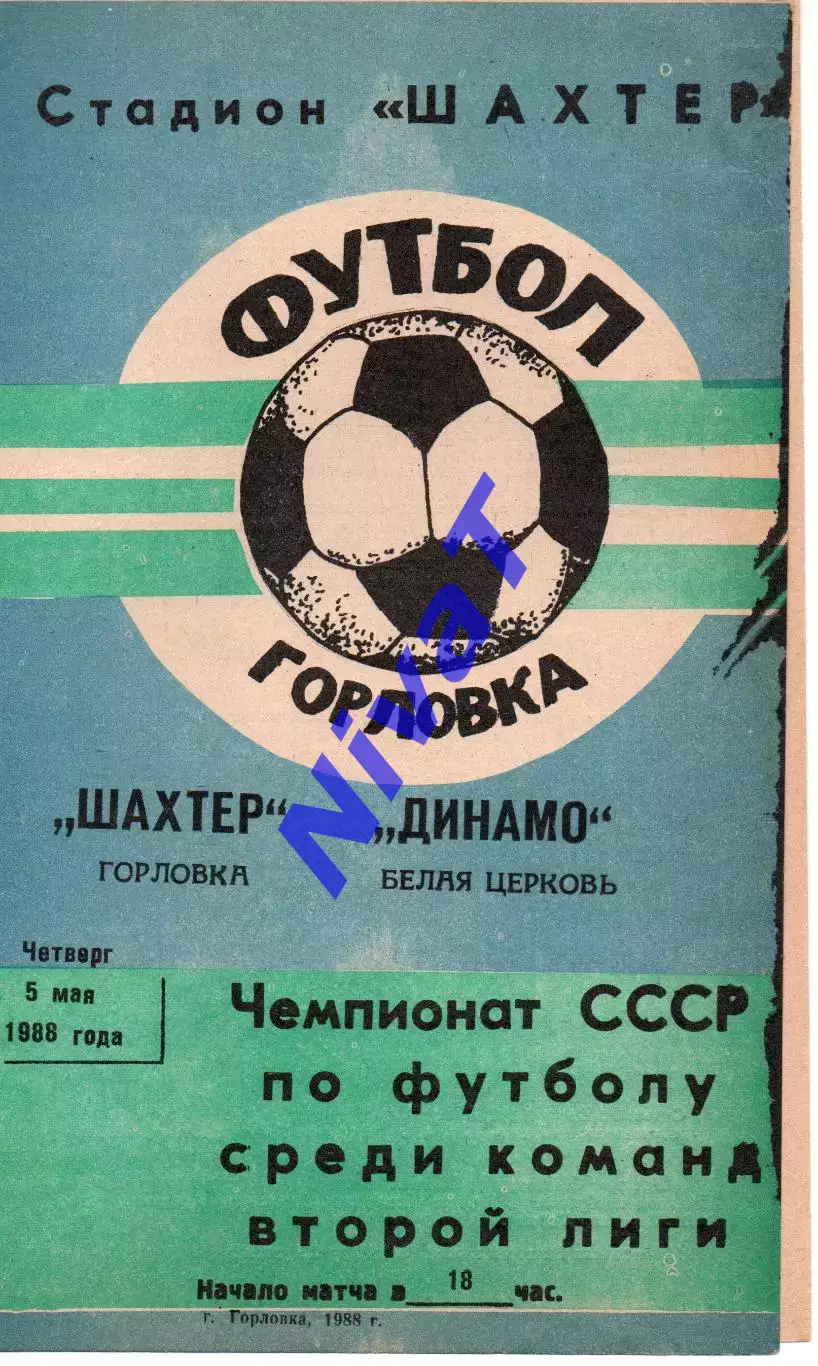 Стадион «ШАХТЕР
ФУТБОЛ
ГОРЛОВКА
NivaT
„ШАХТЕР“ „ДИНАМО“
ГОРЛОВКА БЕЛАЯ ЦЕРКОВЬ
Четверг
5 мая
1988 года
Чемпионат СССР
по футболу
среди команд
второй лиги
Начало матча в 18 час.
г. Горловка, 1988 г.